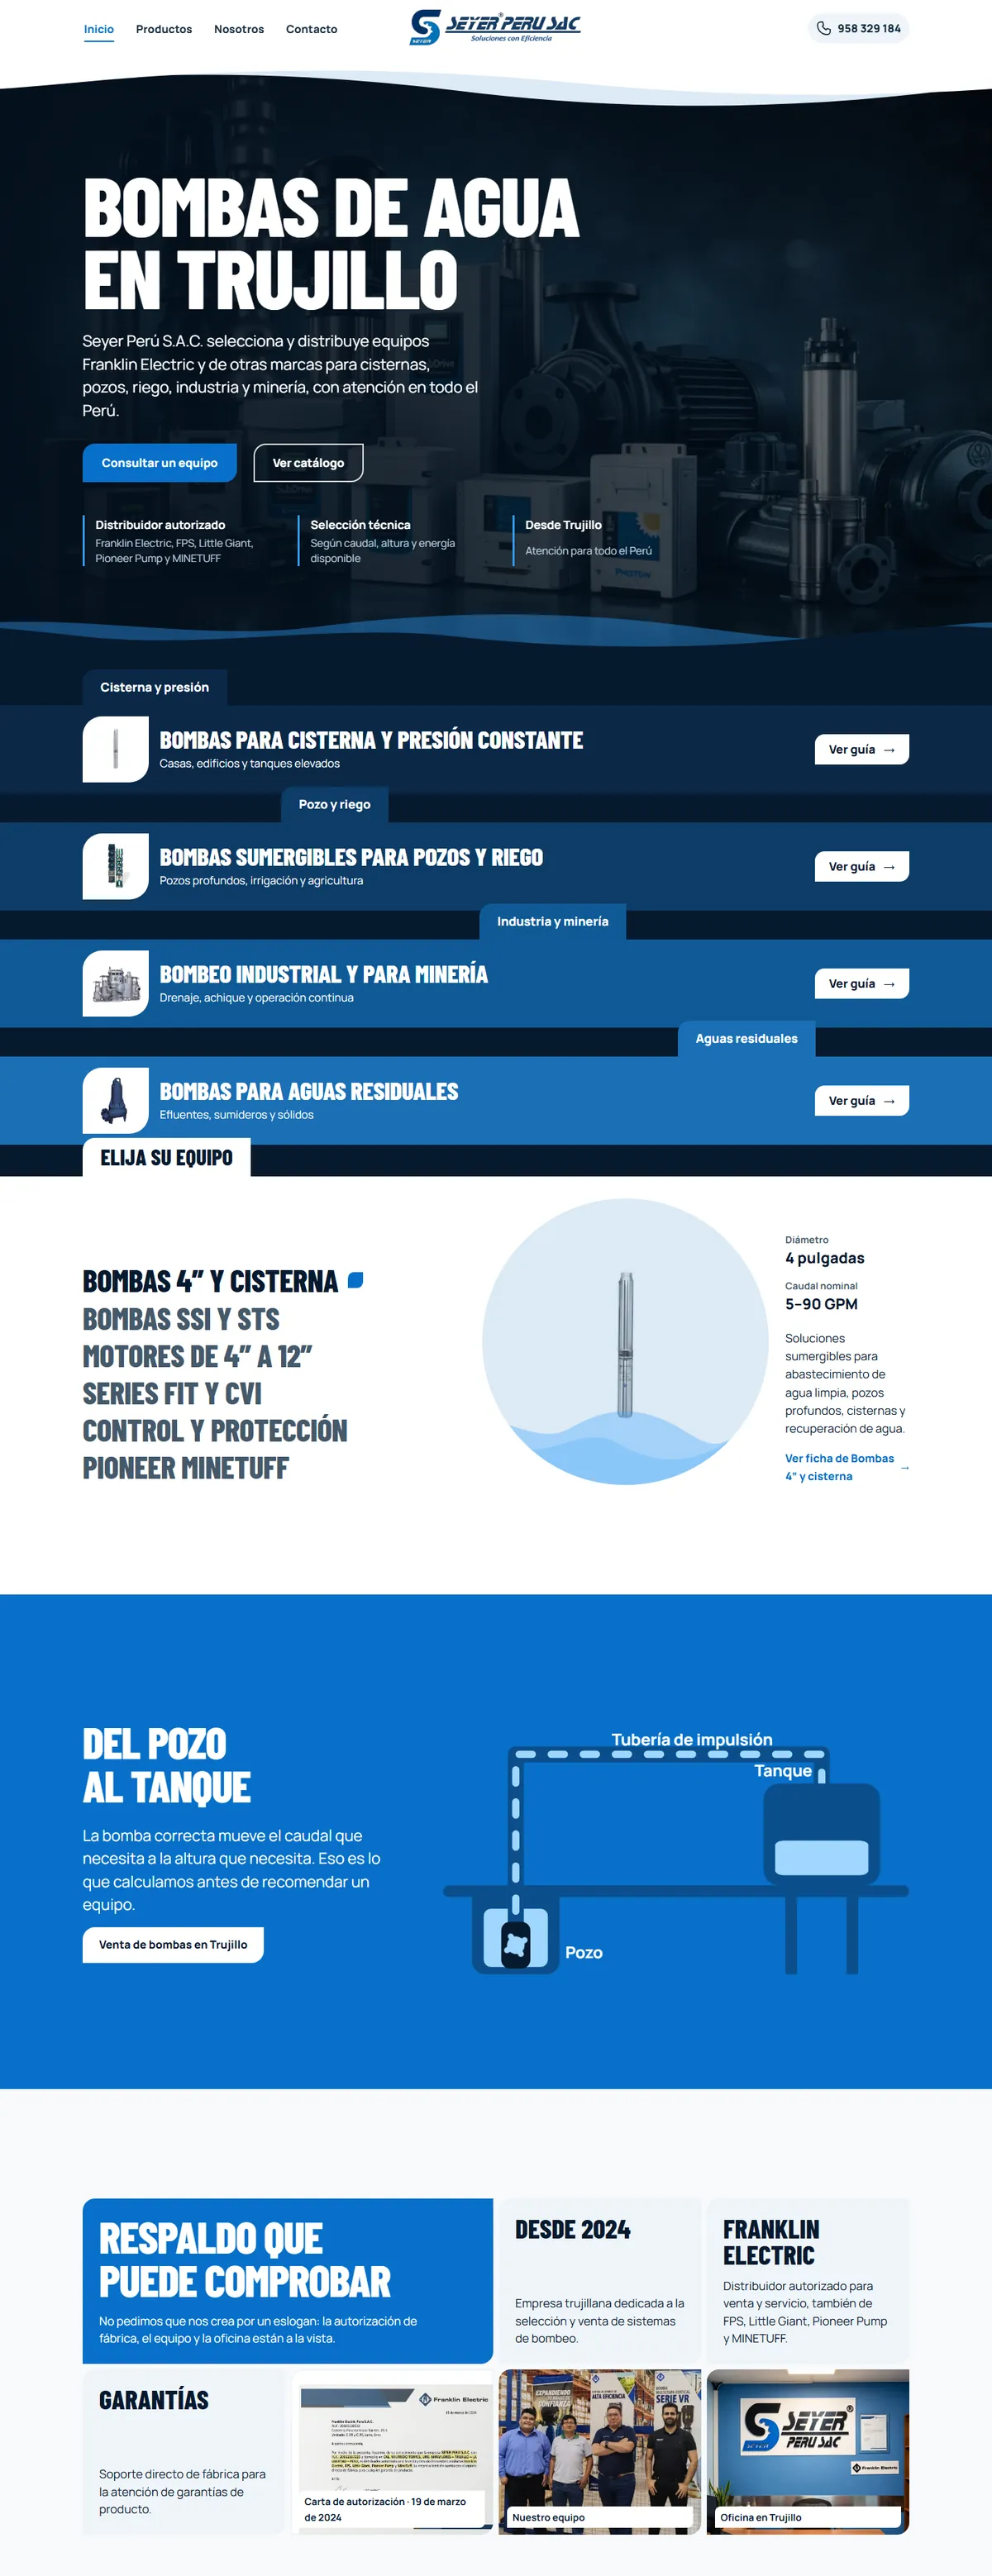 Inicio
Productos
Nosotros
Contacto
SEYER
SEYER® PERU SAC
Soluciones con Eficiencia
958 329 184
BOMBAS DE AGUA
EN TRUJILLO
Seyer Perú S.A.C. selecciona y distribuye equipos
Franklin Electric y de otras marcas para cisternas,
pozos, riego, industria y minería, con atención en todo el
Perú.
Consultar un equipo
Ver catálogo
Distribuidor autorizado
Franklin Electric, FPS, Little Giant,
Pioneer Pump y MINETUFF
Selección técnica
Según caudal, altura y energía
disponible
Desde Trujillo
Atención para todo el Perú
Cisterna y presión
BOMBAS PARA CISTERNA Y PRESIÓN CONSTANTE
Casas, edificios y tanques elevados
Ver guía →
Pozo y riego
BOMBAS SUMERGIBLES PARA POZOS Y RIEGO
Pozos profundos, irrigación y agricultura
Ver guía →
Industria y minería
BOMBEO INDUSTRIAL Y PARA MINERÍA
Drenaje, achique y operación continua
Ver guía →
Aguas residuales
BOMBAS PARA AGUAS RESIDUALES
Efluentes, sumideros y sólidos
Ver guía →
ELIJA SU EQUIPO
BOMBAS 4” Y CISTERNA
BOMBAS SSI Y STS
MOTORES DE 4” A 12”
SERIES FIT Y CVI
CONTROL Y PROTECCIÓN
PIONEER MINETUFF
Diámetro
4 pulgadas
Caudal nominal
5–90 GPM
Soluciones
sumergibles para
abastecimiento de
agua limpia, pozos
profundos, cisternas y
recuperación de agua.
Ver ficha de Bombas
4” y cisterna →
DEL POZO
AL TANQUE
La bomba correcta mueve el caudal que
necesita a la altura que necesita. Eso es lo
que calculamos antes de recomendar un
equipo.
Venta de bombas en Trujillo
Tubería de impulsión
Tanque
Pozo
RESPALDO QUE
PUEDE COMPROBAR
No pedimos que nos crea por un eslogan: la autorización de
fábrica, el equipo y la oficina están a la vista.
DESDE 2024
Empresa trujillana dedicada a la
selección y venta de sistemas
de bombeo.
FRANKLIN
ELECTRIC
Distribuidor autorizado para
venta y servicio, también de
FPS, Little Giant, Pioneer Pump
y MINETUFF.
GARANTÍAS
Soporte directo de fábrica para
la atención de garantías de
producto.
Franklin Electric
Carta de autorización · 19 de marzo
de 2024
ALTA EFICIENCIA
SERIE VR
Nuestro equipo
SEYER
PERU SAC
Franklin Electric
Oficina en Trujillo